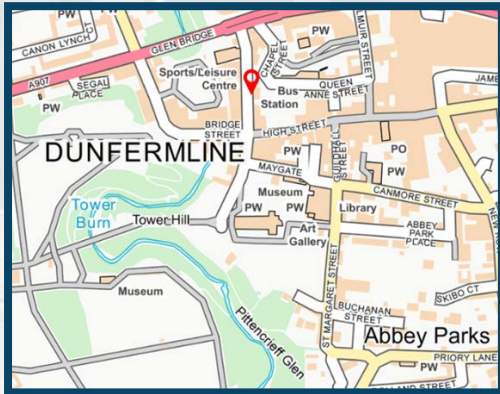 PW
CANON LYNCH CT
GLEN BRIDGE
A907
SEGAL
PLACE
PW
Sports/Leisure
Centre
CHAPEL
STREET
PW
Bus
Station
QUEEN
ANNE STREET
BRIDGE
STREET
HIGH STREET
DUNFERMLINE
MAYGATE
PW
GUILDHALL
STREET
PO
PW
CANMORE STREET
Museum
Tower
Burn
Tower Hill
PW
PW
Library
Art
Gallery
ABBEY
PARK
PLACE
ST MARGARET STREET
Museum
Pittencrieff Glen
SKIBO CT
BUCHANAN
STREET
Abbey Parks
PRIORY LANE
PW
PW